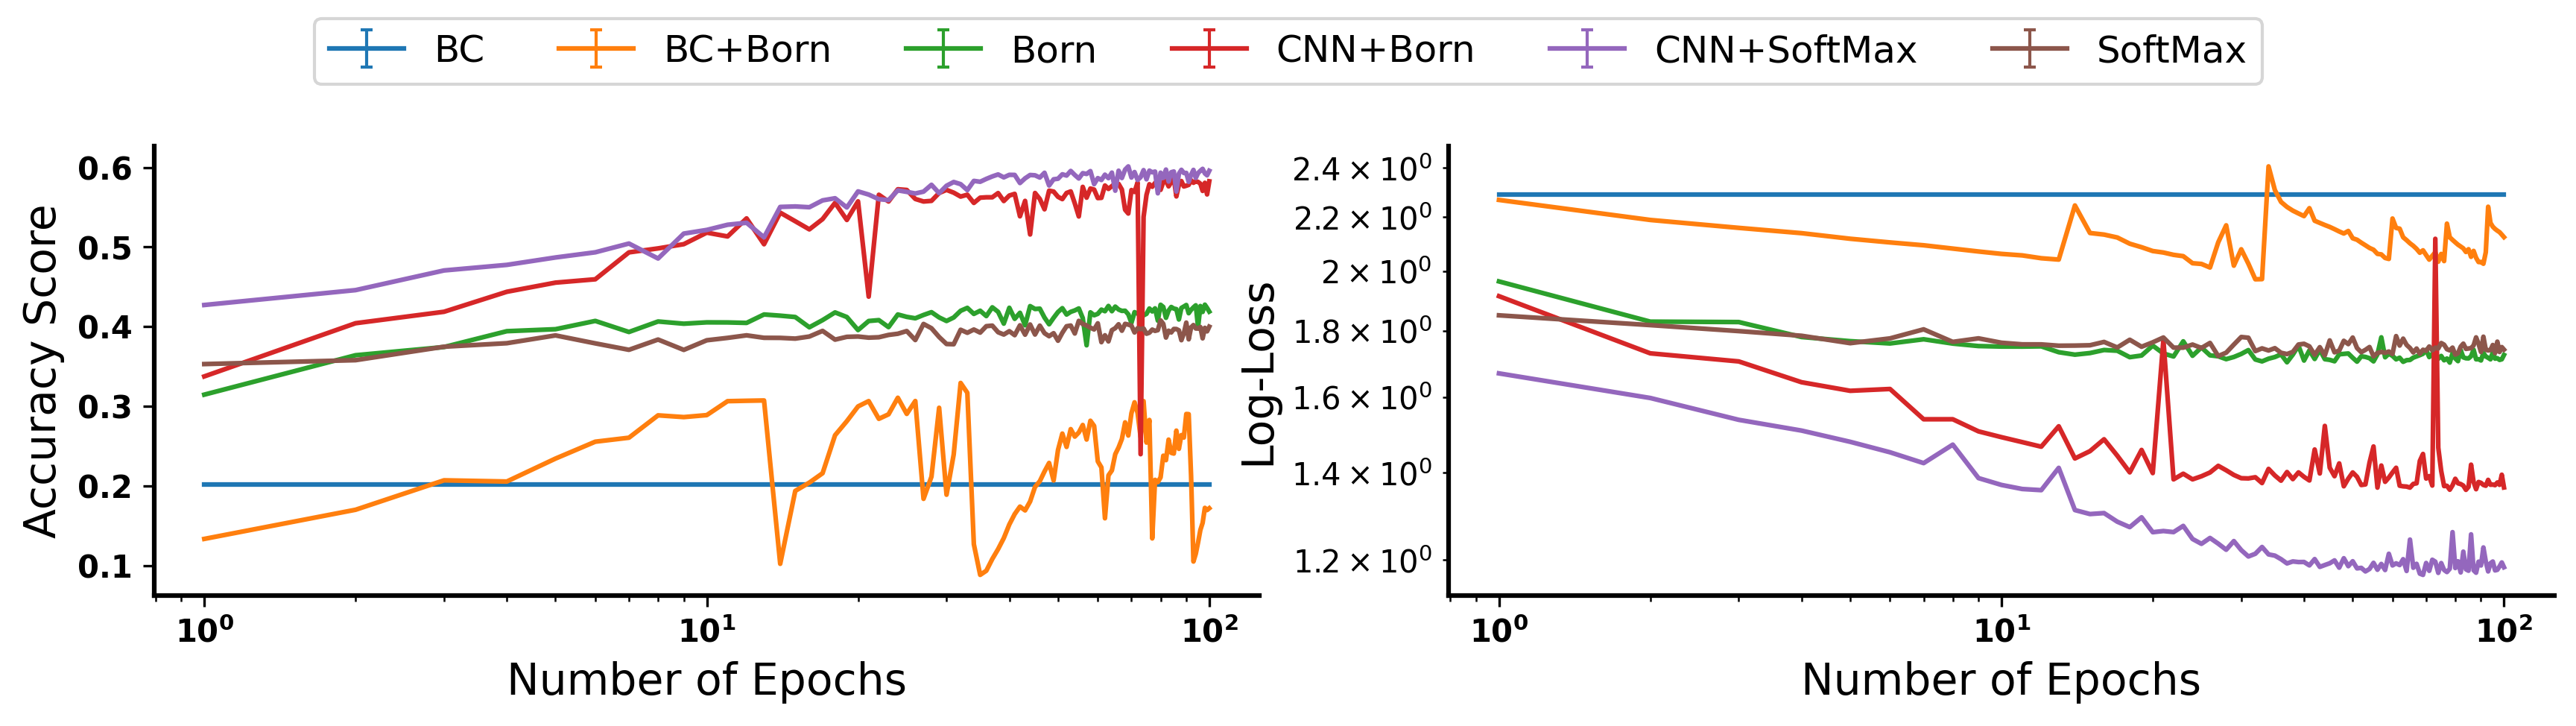 BC BC+Born Born CNN+Born CNN+SoftMax SoftMax
Accuracy Score
0.6
0.5
0.4
0.3
0.2
0.1
10⁰ 10¹ 10²
Number of Epochs
Log-Loss
2.4 × 10⁰
2.2 × 10⁰
2 × 10⁰
1.8 × 10⁰
1.6 × 10⁰
1.4 × 10⁰
1.2 × 10⁰
10⁰ 10¹ 10²
Number of Epochs